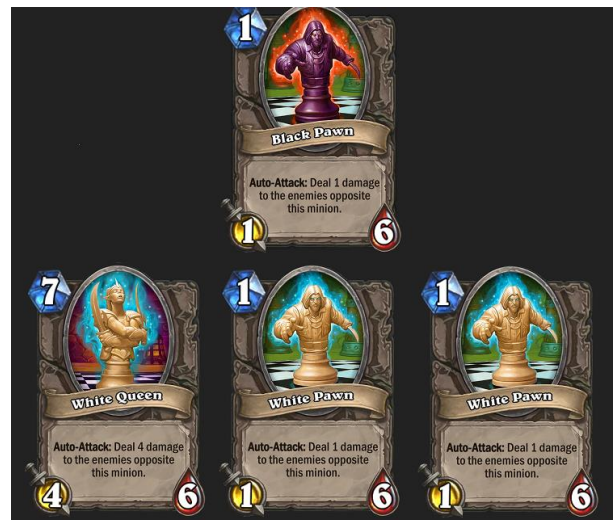 1
Black Pawn
Auto-Attack: Deal 1 damage
to the enemies opposite
this minion.
1
6
7
White Queen
Auto-Attack: Deal 4 damage
to the enemies opposite
this minion.
4
6
1
White Pawn
Auto-Attack: Deal 1 damage
to the enemies opposite
this minion.
1
6
1
White Pawn
Auto-Attack: Deal 1 damage
to the enemies opposite
this minion.
1
6